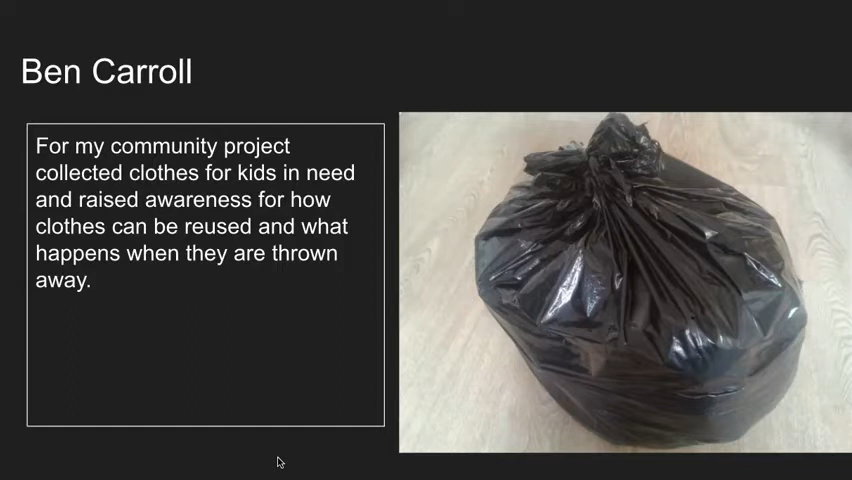 Ben Carroll
For my community project
collected clothes for kids in need
and raised awareness for how
clothes can be reused and what
happens when they are thrown
away.